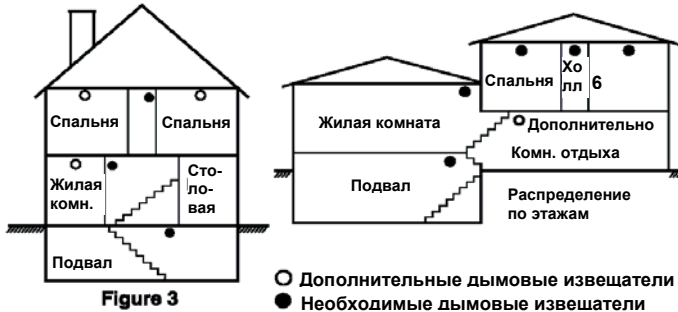 Спальня
Спальня
Жилая
комн.
Сто-
ло-
вая
Подвал
Figure 3
Спальня
Хо
лл
6
Жилая комната
Дополнительно
Комн. отдыха
Подвал
Распределение
по этажам
Дополнительные дымовые извещатели
Необходимые дымовые извещатели